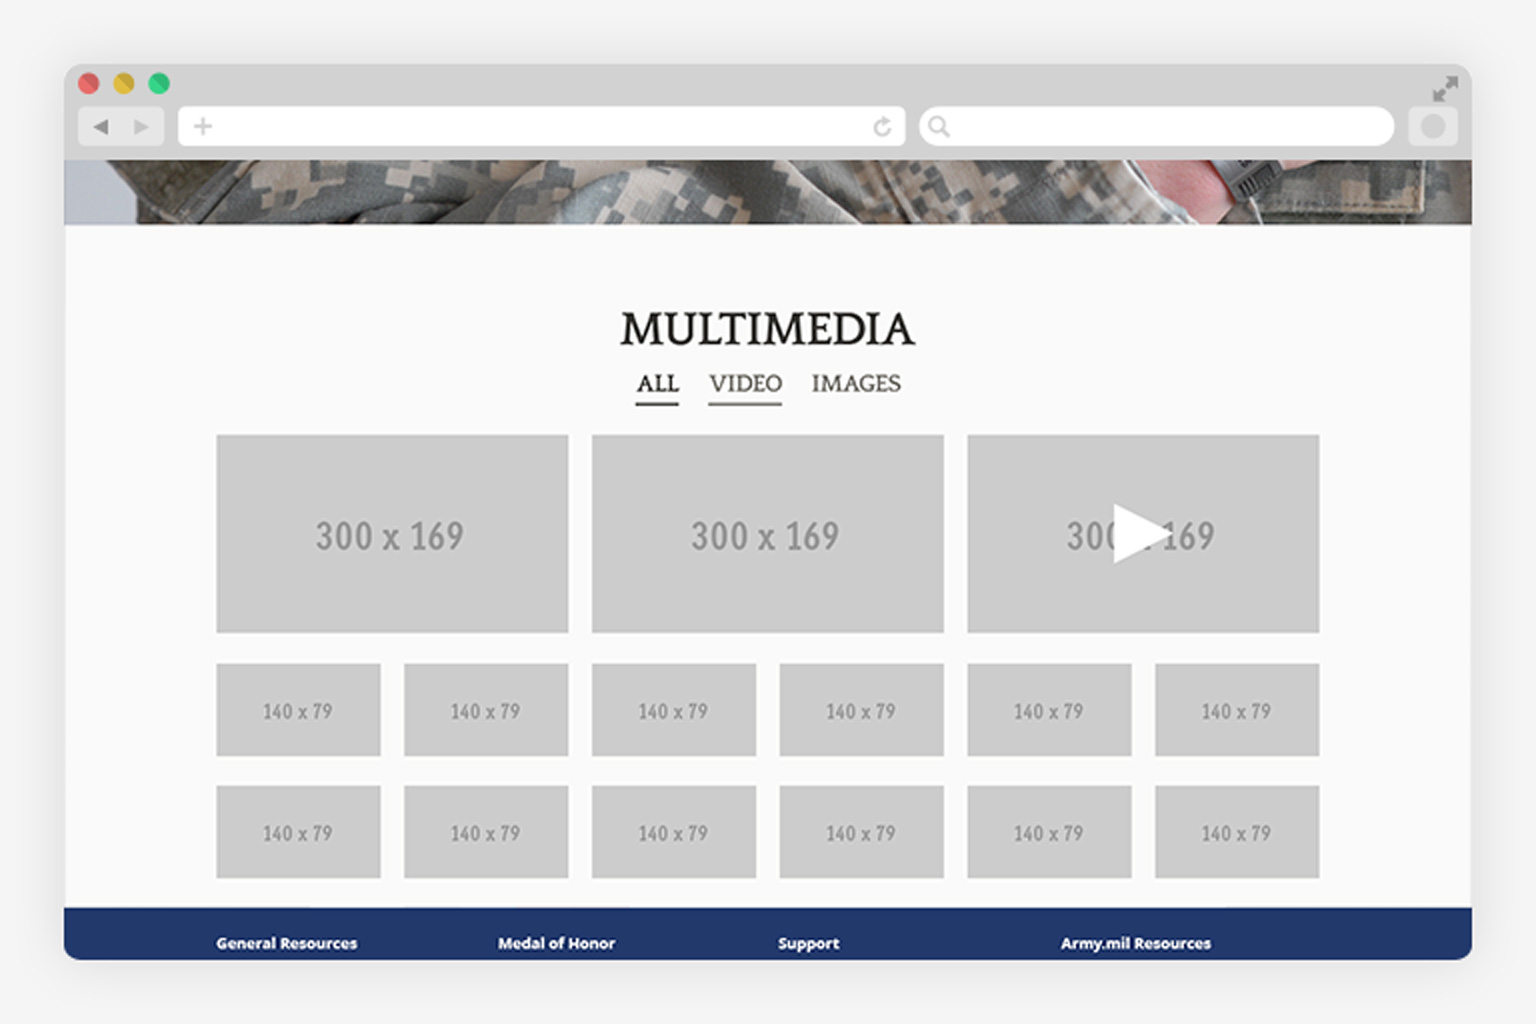 MULTIMEDIA
ALL VIDEO IMAGES
300 x 169 300 x 169 300 x 169
140 x 79 140 x 79 140 x 79 140 x 79 140 x 79 140 x 79
140 x 79 140 x 79 140 x 79 140 x 79 140 x 79 140 x 79
General Resources Medal of Honor Support Army.mil Resources